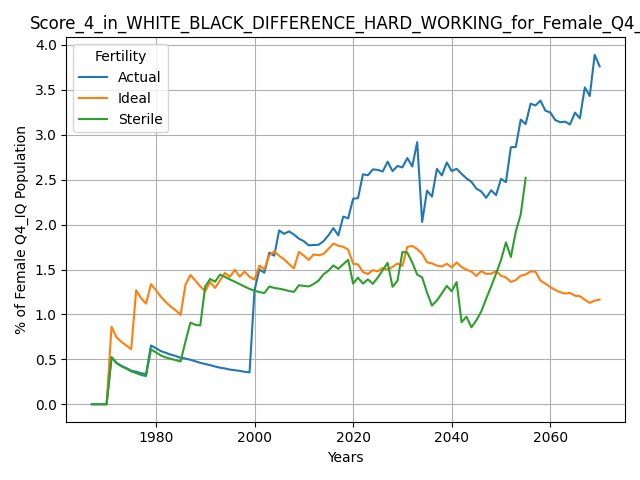 Score_4_in_WHITE_BLACK_DIFFERENCE_HARD_WORKING_for_Female_Q4_
Fertility
Actual
Ideal
Sterile
4.0
3.5
3.0
2.5
2.0
1.5
1.0
0.5
0.0
% of Female Q4_IQ Population
1980 2000 2020 2040 2060
Years